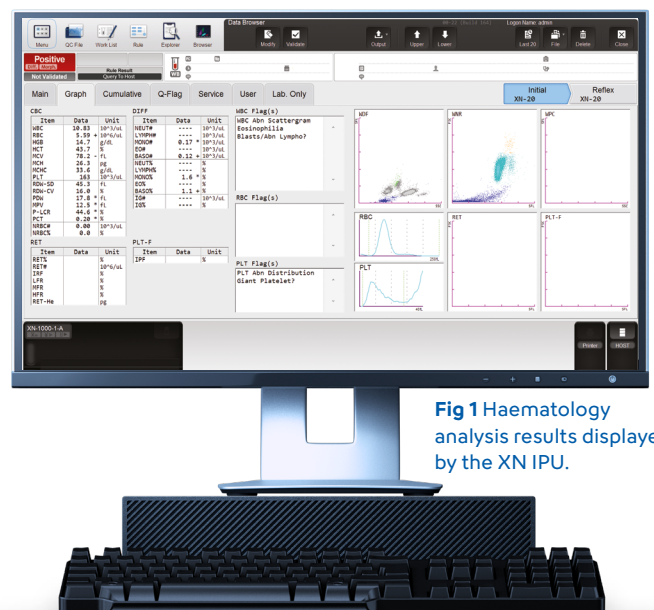 Data Browser
00-12 (Build 104)
Logon Name: admin
Menu QC File Work List Rule Explorer Browser Modify Validate Output Upper Lower Last 20 File Delete Close
Positive
Diff. Morph.
Not Validated
Rule Result
Query To Host
WB
Main Graph Cumulative Q-Flag Service User Lab. Only
Initial
XN-20
Reflex
XN-20
CBC
Item Data Unit
WBC 10.83 10^3/uL
RBC 5.59 + 10^6/uL
HGB 14.7 g/dL
HCT 43.7 %
MCV 78.2 - fL
MCH 26.3 pg
MCHC 33.6 g/dL
PLT 163 10^3/uL
RDW-SD 45.3 fL
RDW-CV 16.0 %
PDW 17.8 * fL
MPV 12.5 * fL
P-LCR 44.6 * %
PCT 0.20 * %
NRBC# 0.00 10^3/uL
NRBC% 0.0 %
DIFF
Item Data Unit
NEUT# ---- 10^3/uL
LYMPH# ---- 10^3/uL
MONO# 0.17 * 10^3/uL
EO# ---- 10^3/uL
BASO# 0.12 + 10^3/uL
NEUT% ---- %
LYMPH% ---- %
MONO% 1.6 * %
EO% ---- %
BASO% 1.1 + %
IG# ---- 10^3/uL
IG% ---- %
RET
Item Data Unit
RET% %
RET# 10^6/uL
IRF %
LFR %
MFR %
HFR %
RET-He pg
PLT-F
Item Data Unit
IPF %
WBC Flag(s)
WBC Abn Scattergram
Eosinophilia
Blasts/Abn Lympho?
RBC Flag(s)
PLT Flag(s)
PLT Abn Distribution
Giant Platelet?
WDF
WNR
WPC
RBC
250fL
RET
PLT-F
PLT
40fL
XN-1000-1-A
Printer HOST
Fig 1 Haematology
analysis results displaye
by the XN IPU.